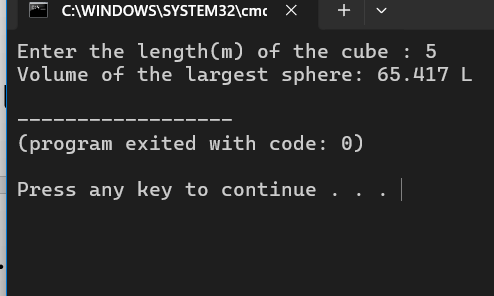 C:\WINDOWS\SYSTEM32\cmc
Enter the length(m) of the cube : 5
Volume of the largest sphere: 65.417 L
------------------
(program exited with code: 0)
Press any key to continue . . .